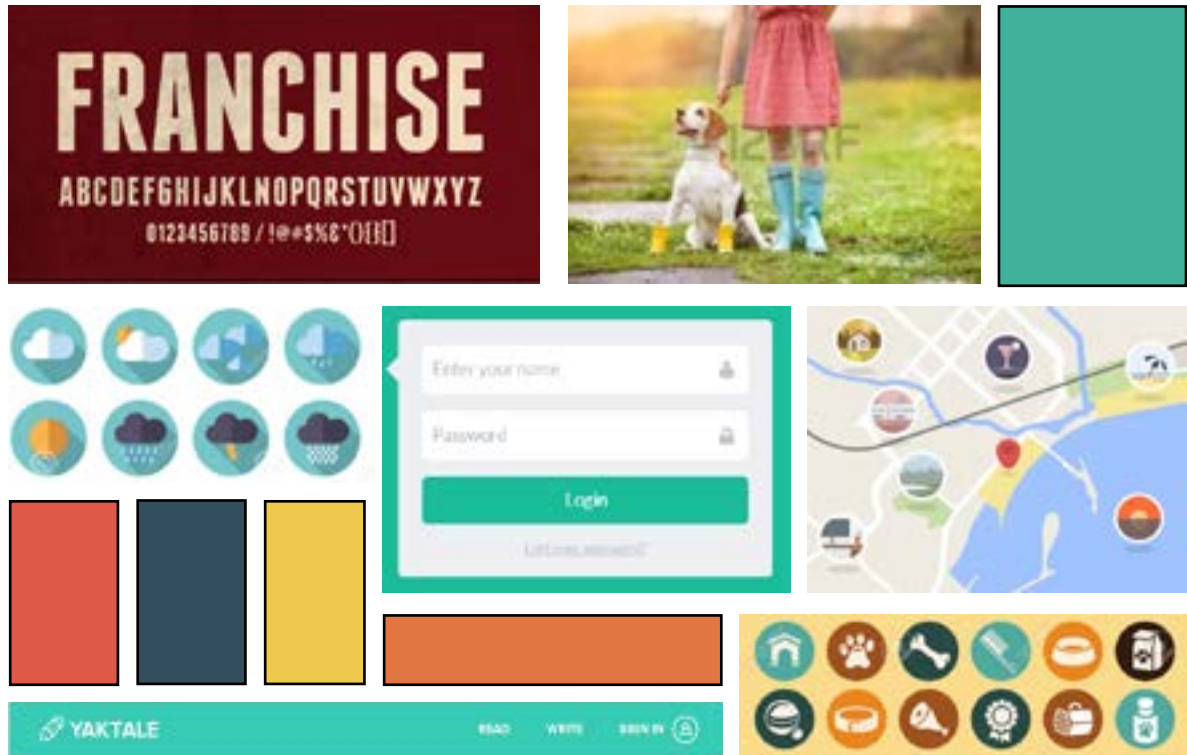 FRANCHISE
ABCDEFGHIJKLNOPQRSTUVWXYZ
0123456789 / !@#$%&*(){}[]
Enter your name
Password
Login
YAKTALE
READ WRITE SIGN IN